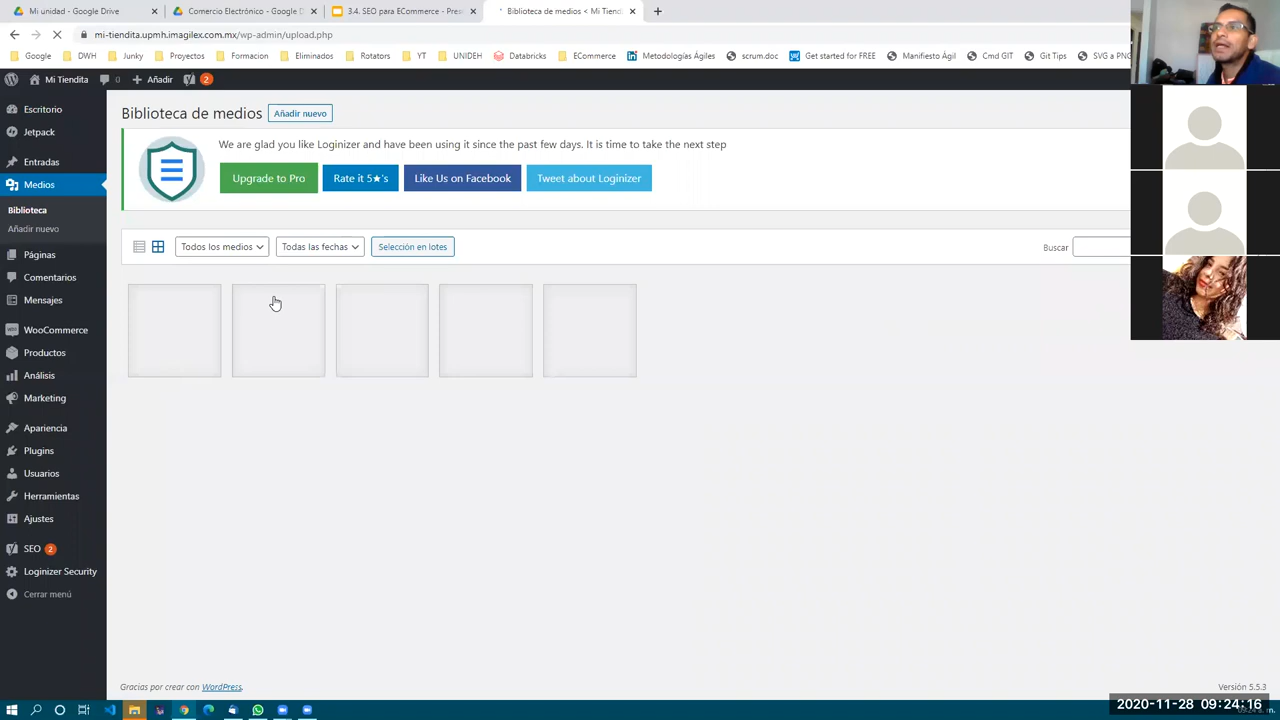 Mi unidad - Google Drive
Comercio Electrónico - Google D
3.4. SEO para ECommerce - Pres
Biblioteca de medios < Mi Tiend
mi-tiendita.upmh.imagilex.com.mx/wp-admin/upload.php
Google
DWH
Junky
Proyectos
Formacion
Eliminados
Rotators
YT
UNIDEH
Databricks
ECommerce
Metodologías Ágiles
scrum.doc
Get started for FREE
Manifiesto Ágil
Cmd GIT
Git Tips
SVG a P
Mi Tiendita
0
Añadir
2
Escritorio
Jetpack
Entradas
Medios
Biblioteca
Añadir nuevo
Páginas
Comentarios
Mensajes
WooCommerce
Productos
Análisis
Marketing
Apariencia
Plugins
Usuarios
Herramientas
Ajustes
SEO 2
Loginizer Security
Cerrar menú
Biblioteca de medios
Añadir nuevo
We are glad you like Loginizer and have been using it since the past few days. It is time to take the next step
Upgrade to Pro
Rate it 5★'s
Like Us on Facebook
Tweet about Loginizer
Todos los medios
Todas las fechas
Selección en lotes
Buscar
Gracias por crear con WordPress.
Versión 5.5.3
2020-11-28 09:24:16